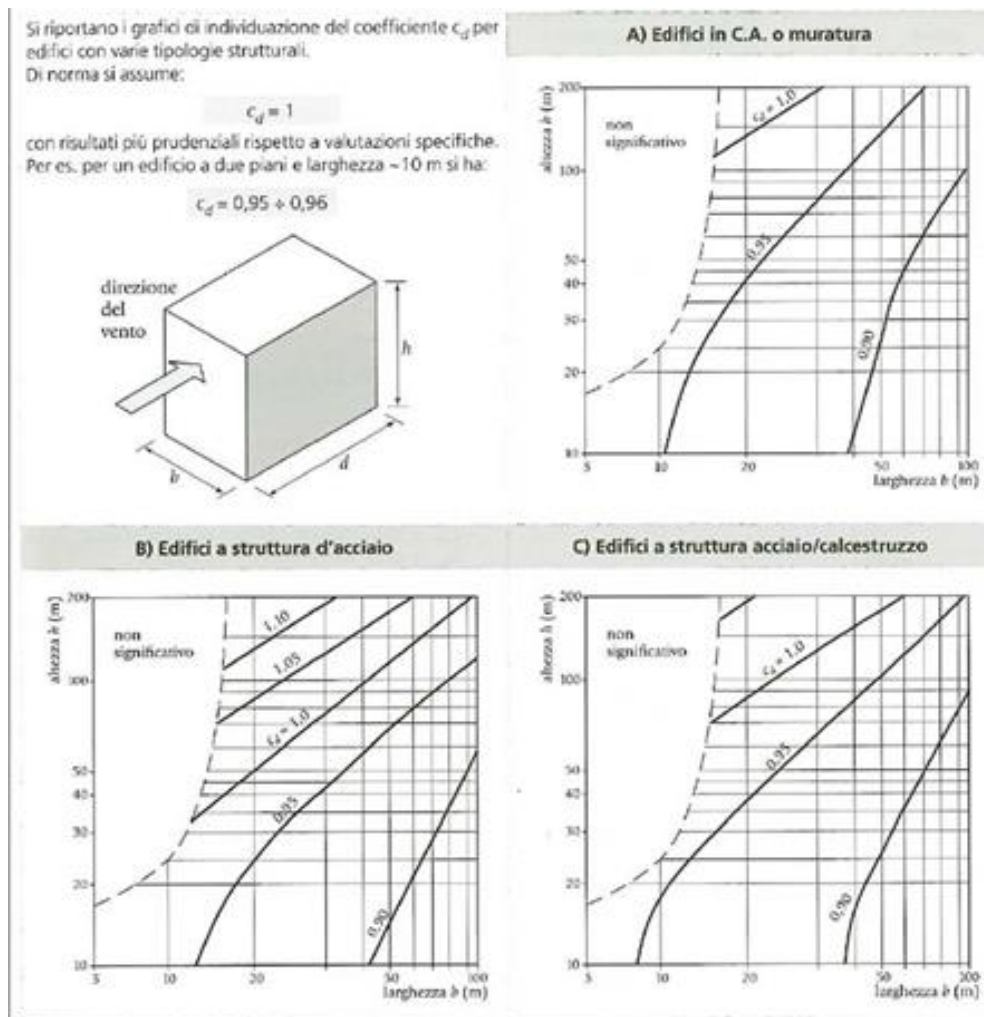 Si riportano i grafici di individuazione del coefficiente c_d per
edifici con varie tipologie strutturali.
Di norma si assume:
c_d = 1
con risultati più prudenziali rispetto a valutazioni specifiche.
Per es. per un edificio a due piani e larghezza ~10 m si ha:
c_d = 0,95 ÷ 0,96
direzione
del
vento
h
b
d
A) Edifici in C.A. o muratura
altezza h (m)
200
100
50
40
30
20
10
non
significativo
c_d = 1,0
0,95
0,90
5
10
20
50
100
larghezza b (m)
B) Edifici a struttura d'acciaio
altezza h (m)
200
100
50
40
30
20
10
non
significativo
1,10
1,05
c_d = 1,0
0,95
0,90
5
10
20
50
100
larghezza b (m)
C) Edifici a struttura acciaio/calcestruzzo
altezza h (m)
200
100
50
40
30
20
10
non
significativo
c_d = 1,0
0,95
0,90
5
10
20
50
100
larghezza b (m)